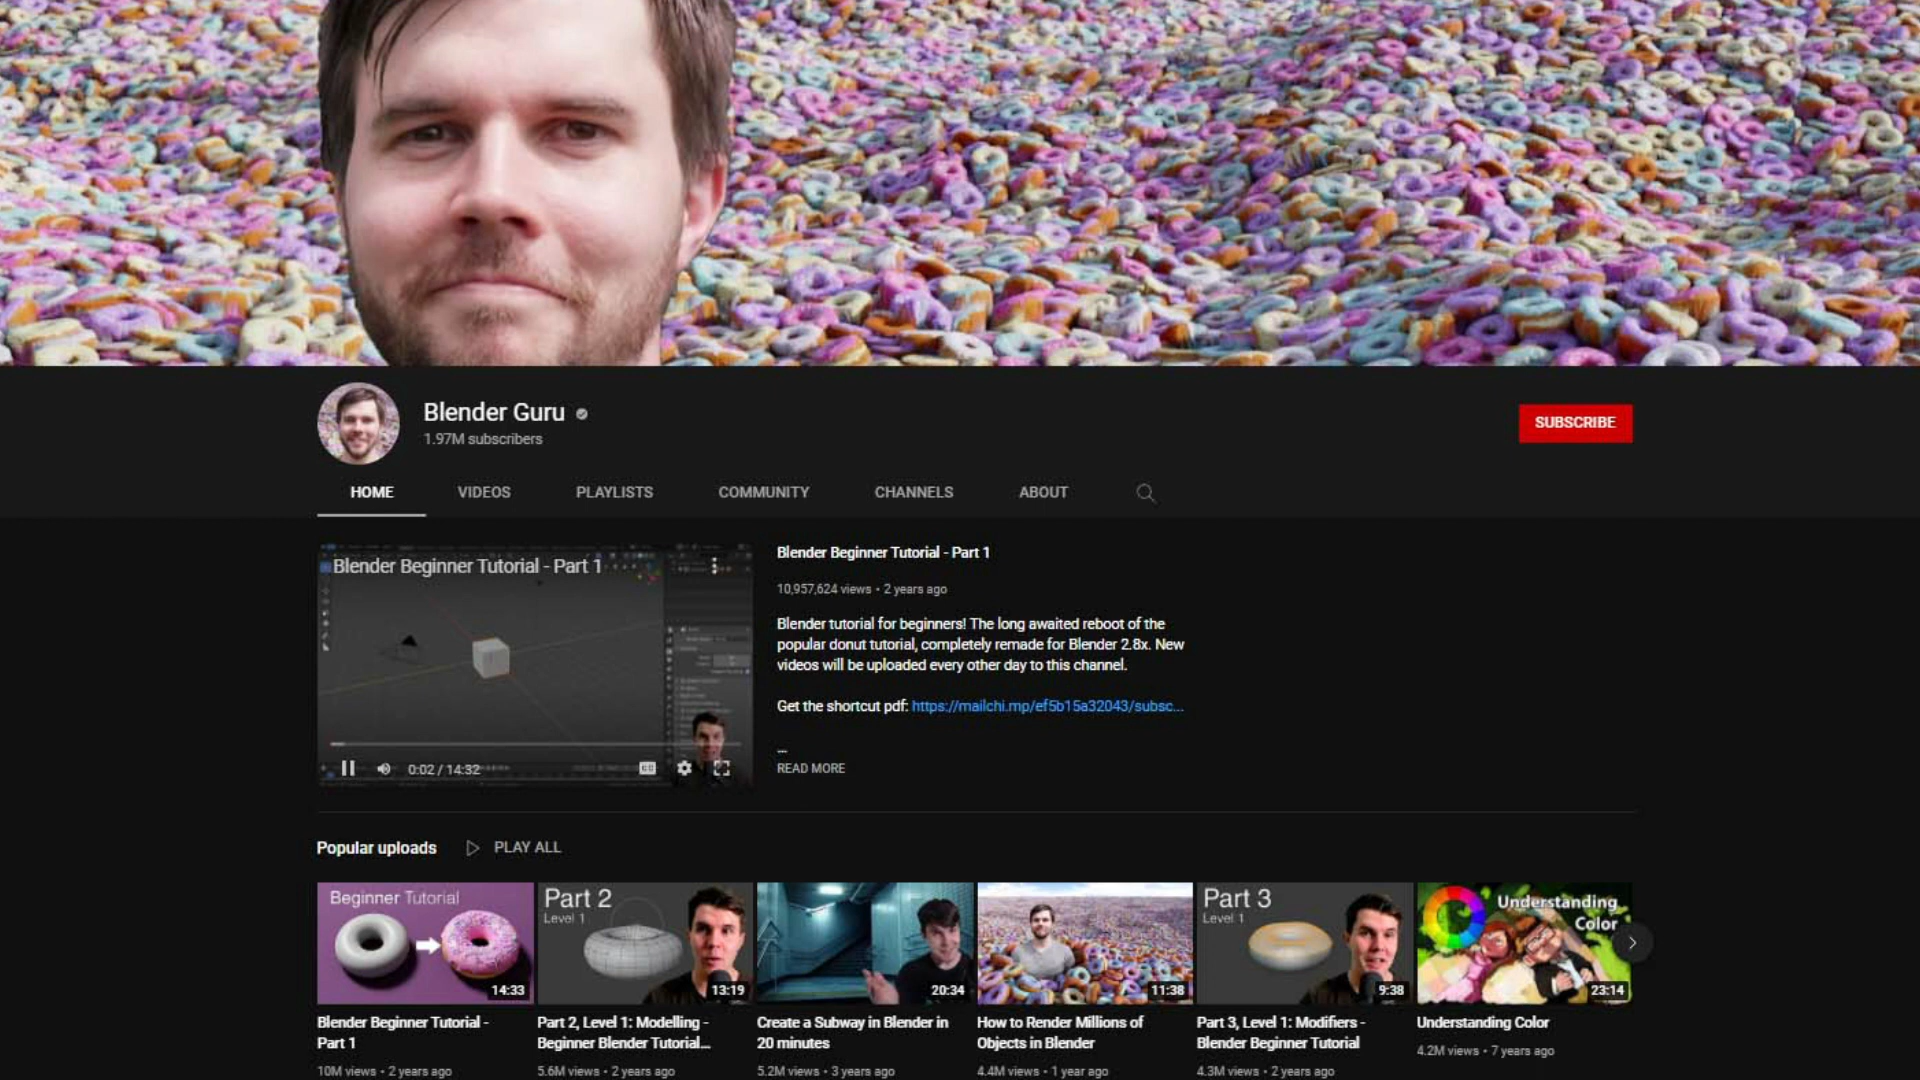 Blender Guru
1.97M subscribers
SUBSCRIBE
HOME VIDEOS PLAYLISTS COMMUNITY CHANNELS ABOUT
Blender Beginner Tutorial - Part 1
0:02 / 14:32
Blender Beginner Tutorial - Part 1
10,957,624 views • 2 years ago
Blender tutorial for beginners! The long awaited reboot of the
popular donut tutorial, completely remade for Blender 2.8x. New
videos will be uploaded every other day to this channel.
Get the shortcut pdf: https://mailchi.mp/ef5b15a32043/subsc...
...
READ MORE
Popular uploads PLAY ALL
Beginner Tutorial
14:33
Blender Beginner Tutorial -
Part 1
10M views • 2 years ago
Part 2
Level 1
13:19
Part 2, Level 1: Modelling -
Beginner Blender Tutorial...
5.6M views • 2 years ago
20:34
Create a Subway in Blender in
20 minutes
5.2M views • 3 years ago
11:38
How to Render Millions of
Objects in Blender
4.4M views • 1 year ago
Part 3
Level 1
9:38
Part 3, Level 1: Modifiers -
Blender Beginner Tutorial
4.3M views • 2 years ago
Understanding
Color
23:14
Understanding Color
4.2M views • 7 years ago